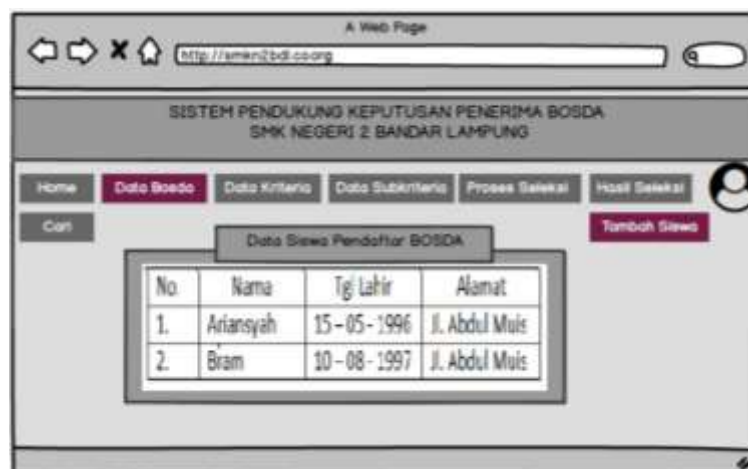 A Web Page
http://smkn2bdl.coorg
SISTEM PENDUKUNG KEPUTUSAN PENERIMA BOSDA
SMK NEGERI 2 BANDAR LAMPUNG
Home Data Bosda Data Kriteria Data Subkriteria Proses Seleksi Hasil Seleksi
Cari Tambah Siswa
Data Siswa Pendaftar BOSDA
No. Nama Tgl Lahir Alamat
1. Ariansyah 15 – 05 - 1996 Jl. Abdul Muis
2. Bram 10 – 08 - 1997 Jl. Abdul Muis